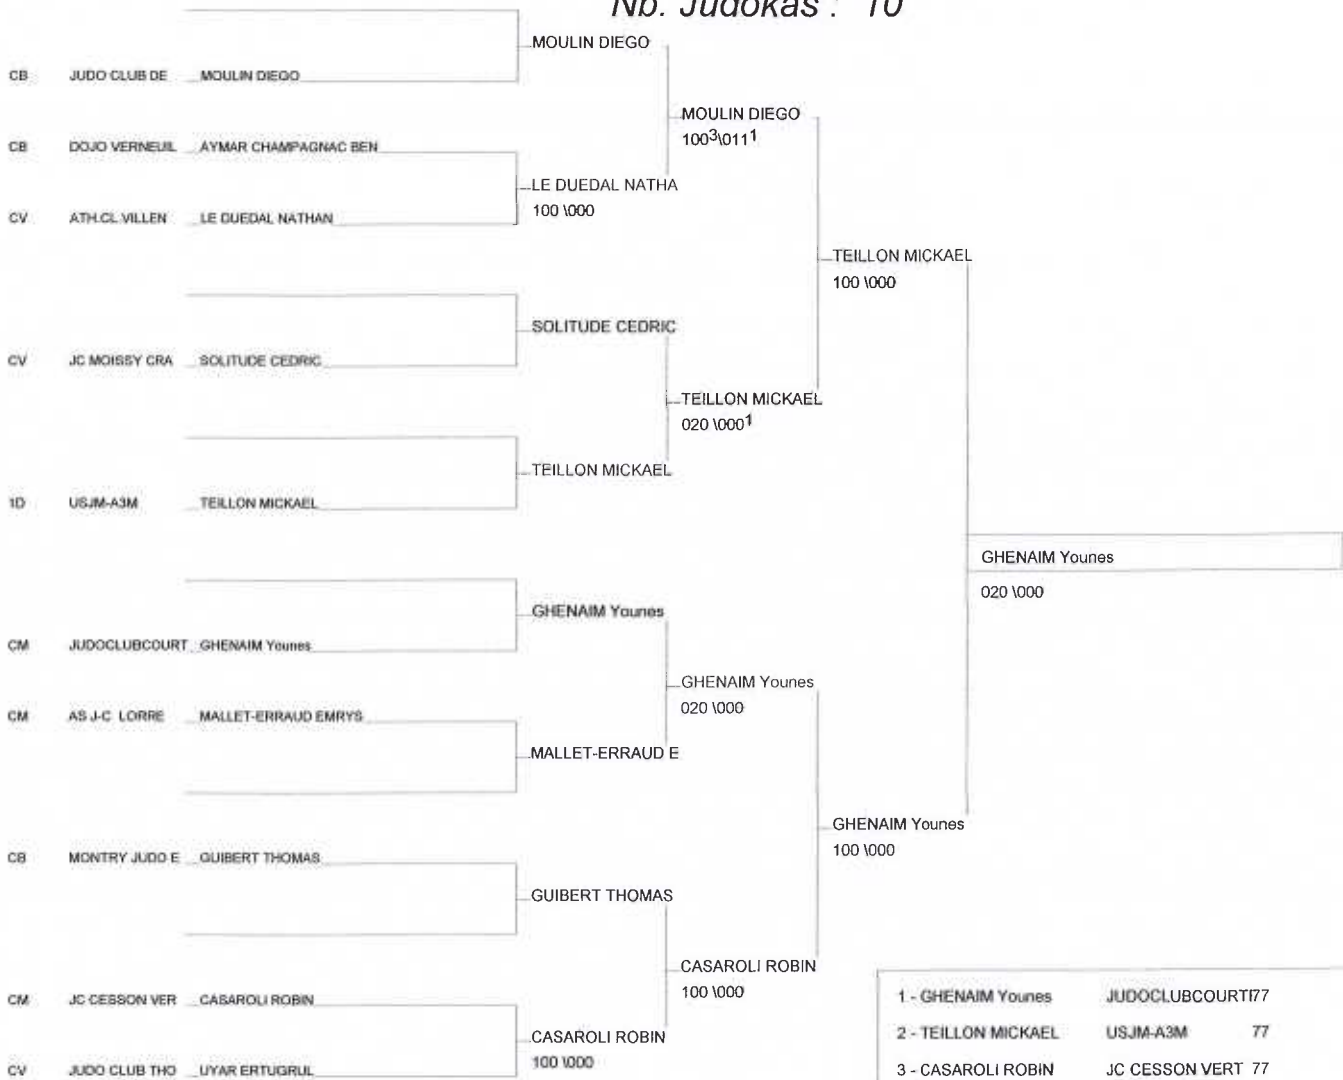 Nb. Judokas : 10
MOULIN DIEGO
CB JUDO CLUB DE MOULIN DIEGO
MOULIN DIEGO
100³\011¹
CB DOJO VERNEUIL AYMAR CHAMPAGNAC BEN
LE DUEDAL NATHA
100 \000
CV ATH.CL.VILLEN LE DUEDAL NATHAN
TEILLON MICKAEL
100 \000
SOLITUDE CEDRIC
CV JC MOISSY CRA SOLITUDE CEDRIC
TEILLON MICKAEL
020 \000¹
TEILLON MICKAEL
1D USJM-A3M TEILLON MICKAEL
GHENAIM Younes
020 \000
GHENAIM Younes
CM JUDOCLUBCOURT GHENAIM Younes
GHENAIM Younes
020 \000
CM AS J-C LORRE MALLET-ERRAUD EMRYS
MALLET-ERRAUD E
GHENAIM Younes
100 \000
CB MONTRY JUDO E GUIBERT THOMAS
GUIBERT THOMAS
CASAROLI ROBIN
100 \000
CM JC CESSON VER CASAROLI ROBIN
CASAROLI ROBIN
100 \000
CV JUDO CLUB THO UYAR ERTUGRUL
1 - GHENAIM Younes JUDOCLUBCOURTI77
2 - TEILLON MICKAEL USJM-A3M 77
3 - CASAROLI ROBIN JC CESSON VERT 77